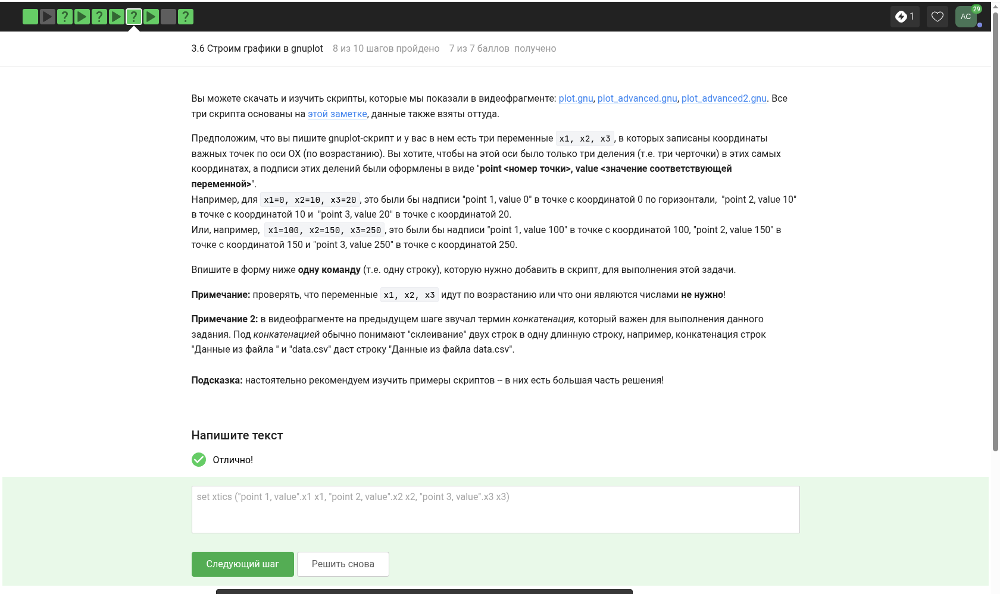 ? ? ? ?
1
AC
29
3.6 Строим графики в gnuplot 8 из 10 шагов пройдено 7 из 7 баллов получено
Вы можете скачать и изучить скрипты, которые мы показали в видеофрагменте: plot.gnu, plot_advanced.gnu, plot_advanced2.gnu. Все
три скрипта основаны на этой заметке, данные также взяты оттуда.
Предположим, что вы пишите gnuplot-скрипт и у вас в нем есть три переменные x1, x2, x3, в которых записаны координаты
важных точек по оси OX (по возрастанию). Вы хотите, чтобы на этой оси было только три деления (т.е. три черточки) в этих самых
координатах, а подписи этих делений были оформлены в виде "point <номер точки>, value <значение соответствующей
переменной>".
Например, для x1=0, x2=10, x3=20, это были бы надписи "point 1, value 0" в точке с координатой 0 по горизонтали, "point 2, value 10"
в точке с координатой 10 и "point 3, value 20" в точке с координатой 20.
Или, например, x1=100, x2=150, x3=250, это были бы надписи "point 1, value 100" в точке с координатой 100, "point 2, value 150" в
точке с координатой 150 и "point 3, value 250" в точке с координатой 250.
Впишите в форму ниже одну команду (т.е. одну строку), которую нужно добавить в скрипт, для выполнения этой задачи.
Примечание: проверять, что переменные x1, x2, x3 идут по возрастанию или что они являются числами не нужно!
Примечание 2: в видеофрагменте на предыдущем шаге звучал термин конкатенация, который важен для выполнения данного
задания. Под конкатенацией обычно понимают "склеивание" двух строк в одну длинную строку, например, конкатенация строк
"Данные из файла " и "data.csv" даст строку "Данные из файла data.csv".
Подсказка: настоятельно рекомендуем изучить примеры скриптов -- в них есть большая часть решения!
Напишите текст
Отлично!
set xtics ("point 1, value".x1 x1, "point 2, value".x2 x2, "point 3, value".x3 x3)
Следующий шаг Решить снова